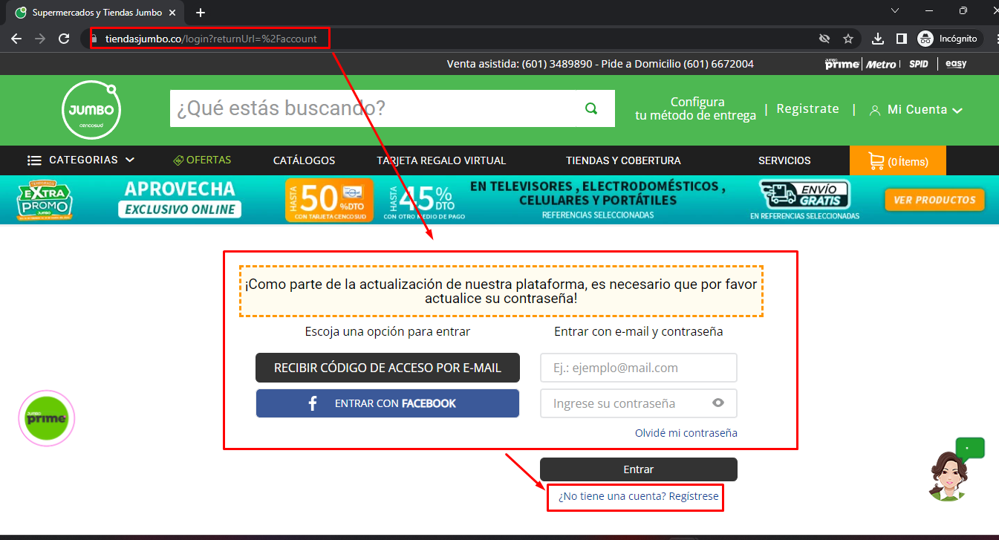 Supermercados y Tiendas Jumbo
tiendasjumbo.co/login?returnUrl=%2Faccount
Incógnito
Venta asistida: (601) 3489890 - Pide a Domicilio (601) 6672004
JUMBO prime | Metro | SPID | easy
JUMBO
cencosud
¿Qué estás buscando?
Configura
tu método de entrega
| Registrate | Mi Cuenta
CATEGORIAS
OFERTAS
CATÁLOGOS
TARJETA REGALO VIRTUAL
TIENDAS Y COBERTURA
SERVICIOS
(0 Ítems)
TEMPORADA
EXTRA
PROMO
JUMBO
APROVECHA
EXCLUSIVO ONLINE
HASTA 50 %DTO
CON TARJETA CENCOSUD
HASTA 45% DTO
CON OTRO MEDIO DE PAGO
EN TELEVISORES , ELECTRODOMÉSTICOS ,
CELULARES Y PORTÁTILES
REFERENCIAS SELECCIONADAS
ENVÍO
GRATIS
EN REFERENCIAS SELECCIONADAS
VER PRODUCTOS
¡Como parte de la actualización de nuestra plataforma, es necesario que por favor
actualice su contraseña!
Escoja una opción para entrar
Entrar con e-mail y contraseña
RECIBIR CÓDIGO DE ACCESO POR E-MAIL
Ej.: ejemplo@mail.com
f ENTRAR CON FACEBOOK
Ingrese su contraseña
Olvidé mi contraseña
JUMBO
prime
Entrar
¿No tiene una cuenta? Regístrese